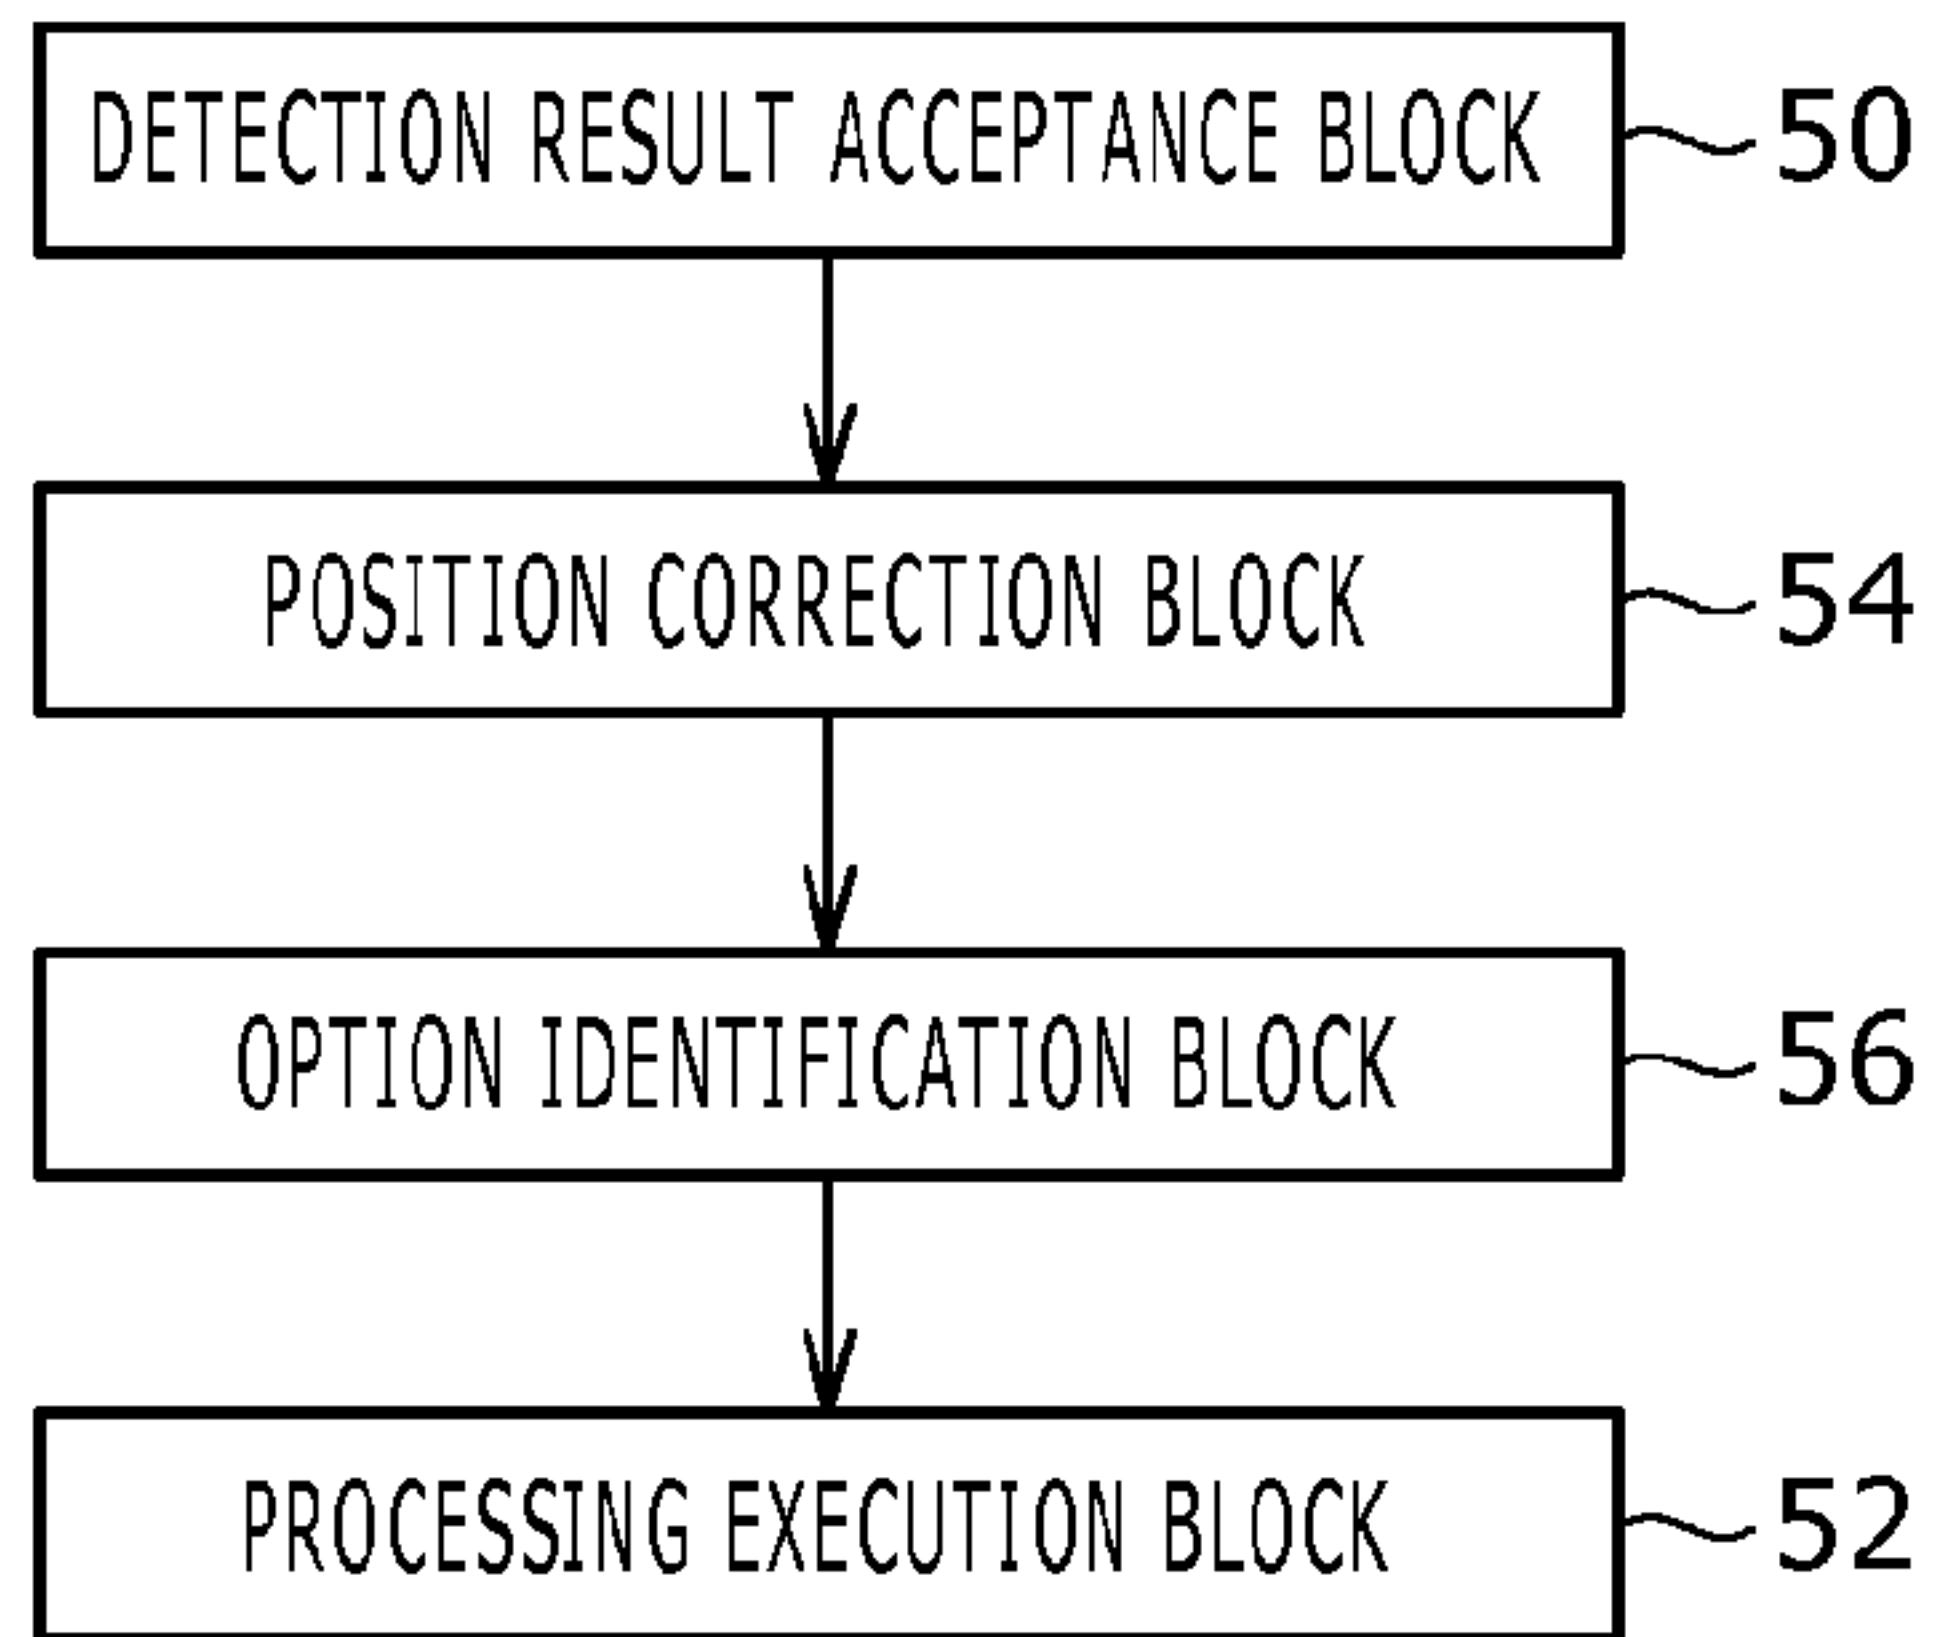 DETECTION RESULT ACCEPTANCE BLOCK 50
POSITION CORRECTION BLOCK 54
OPTION IDENTIFICATION BLOCK 56
PROCESSING EXECUTION BLOCK 52